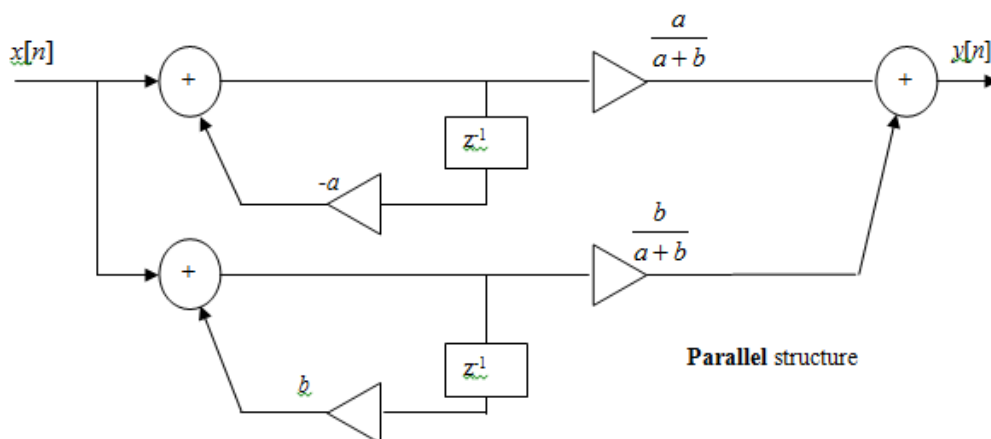 x[n]
+
a
a + b
+
y[n]
z-1
-a
+
b
a + b
z-1
b
Parallel structure